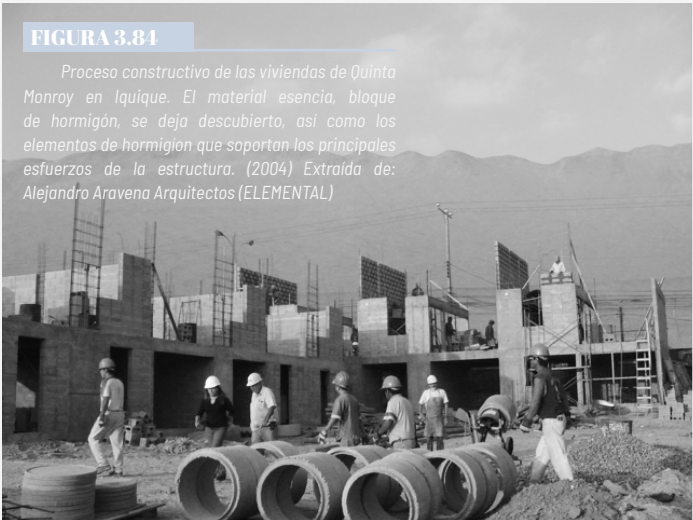 FIGURA 3.84
Proceso constructivo de las viviendas de Quinta
Monroy en Iquique. El material esencia, bloque
de hormigón, se deja descubierto, así como los
elementos de hormigion que soportan los principales
esfuerzos de la estructura. (2004) Extraída de:
Alejandro Aravena Arquitectos (ELEMENTAL)